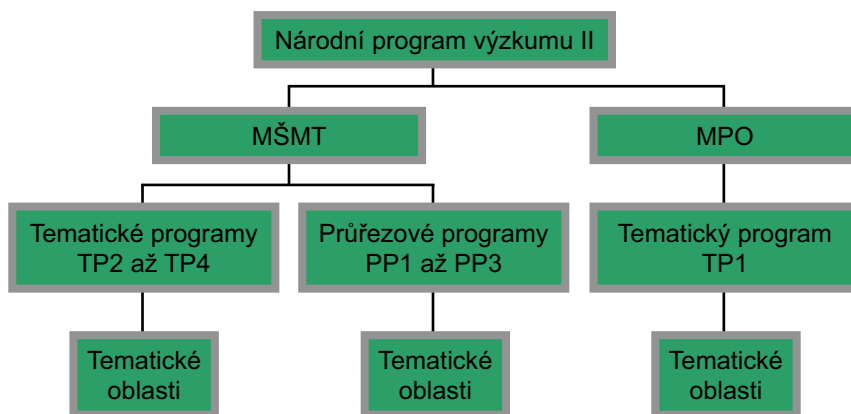 Národní program výzkumu II
MŠMT
MPO
Tematické programy
TP2 až TP4
Průřezové programy
PP1 až PP3
Tematický program
TP1
Tematické
oblasti
Tematické
oblasti
Tematické
oblasti